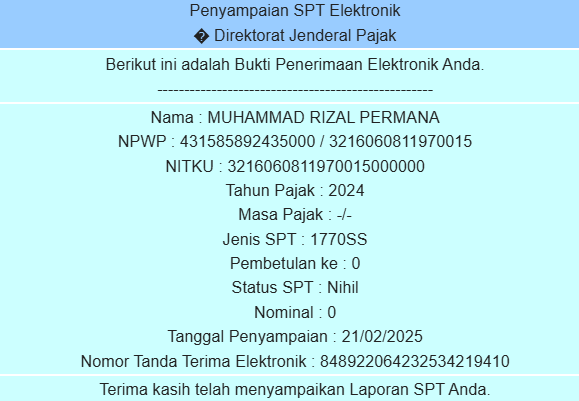 Penyampaian SPT Elektronik
� Direktorat Jenderal Pajak
Berikut ini adalah Bukti Penerimaan Elektronik Anda.
----------------------------------------------------
Nama : MUHAMMAD RIZAL PERMANA
NPWP : 431585892435000 / 3216060811970015
NITKU : 3216060811970015000000
Tahun Pajak : 2024
Masa Pajak : -/-
Jenis SPT : 1770SS
Pembetulan ke : 0
Status SPT : Nihil
Nominal : 0
Tanggal Penyampaian : 21/02/2025
Nomor Tanda Terima Elektronik : 848922064232534219410
Terima kasih telah menyampaikan Laporan SPT Anda.